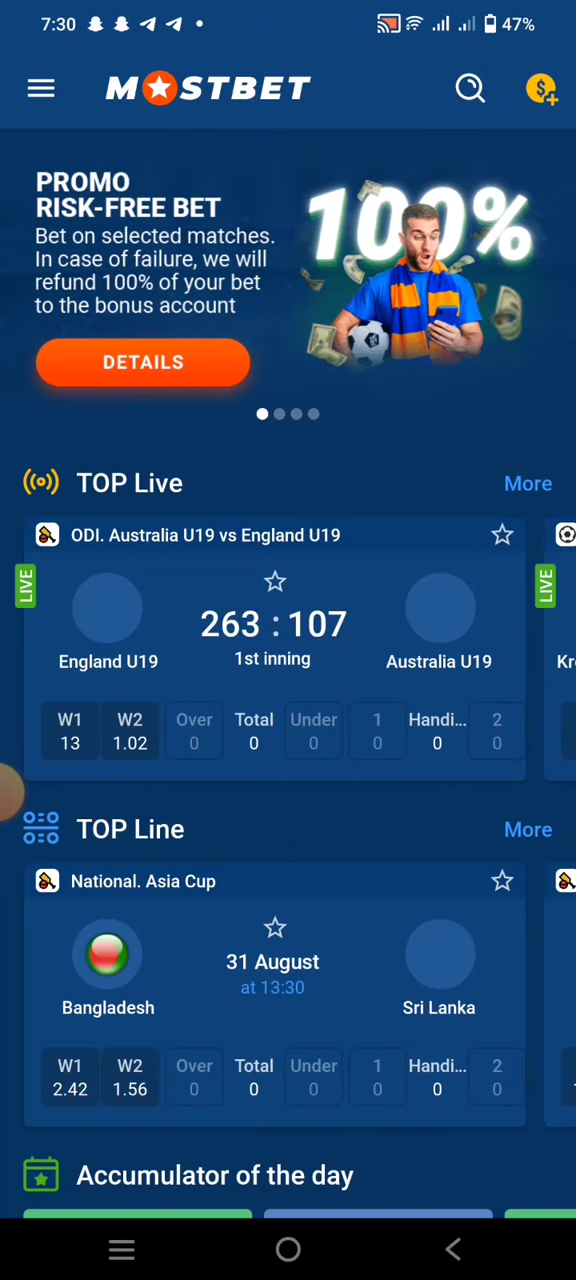 7:30
47%
MOSTBET
PROMO
RISK-FREE BET
Bet on selected matches.
In case of failure, we will
refund 100% of your bet
to the bonus account
100%
DETAILS
TOP Live
More
ODI. Australia U19 vs England U19
LIVE
LIVE
263 : 107
1st inning
England U19
Australia U19
Kr
W1 W2 Over Total Under 1 Handi... 2
13 1.02 0 0 0 0 0 0
TOP Line
More
National. Asia Cup
31 August
at 13:30
Bangladesh
Sri Lanka
W1 W2 Over Total Under 1 Handi... 2
2.42 1.56 0 0 0 0 0 0
Accumulator of the day